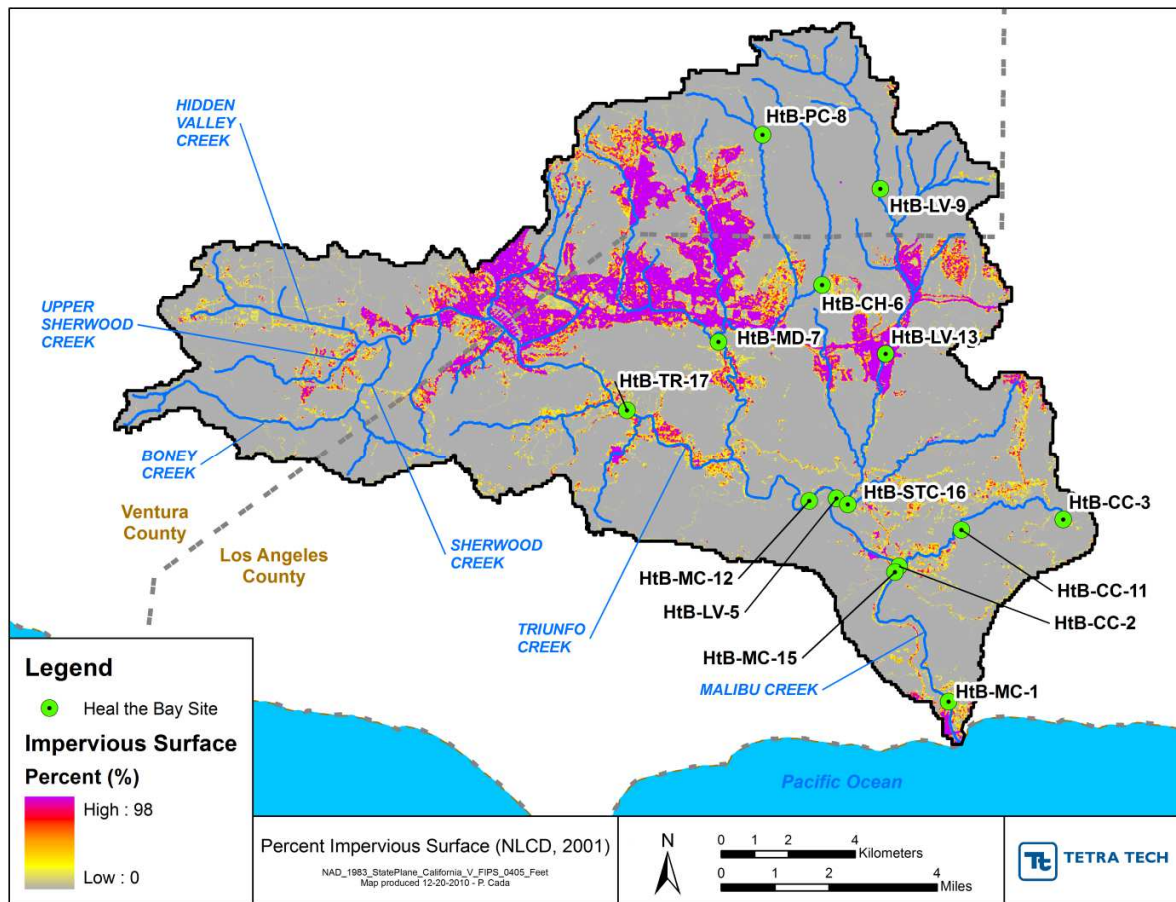 HIDDEN
VALLEY
CREEK
HtB-PC-8
HtB-LV-9
UPPER
SHERWOOD
CREEK
HtB-CH-6
HtB-MD-7
HtB-LV-13
HtB-TR-17
BONEY
CREEK
HtB-STC-16
HtB-CC-3
Ventura
County
Los Angeles
County
SHERWOOD
CREEK
HtB-MC-12
HtB-CC-11
HtB-LV-5
HtB-CC-2
TRIUNFO
CREEK
HtB-MC-15
MALIBU CREEK
HtB-MC-1
Pacific Ocean
Legend
Heal the Bay Site
Impervious Surface
Percent (%)
High : 98
Low : 0
Percent Impervious Surface (NLCD, 2001)
NAD_1983_StatePlane_California_V_FIPS_0405_Feet
Map produced 12-20-2010 - P. Cada
N
0 1 2 4
Kilometers
0 1 2 4
Miles
Tt TETRA TECH